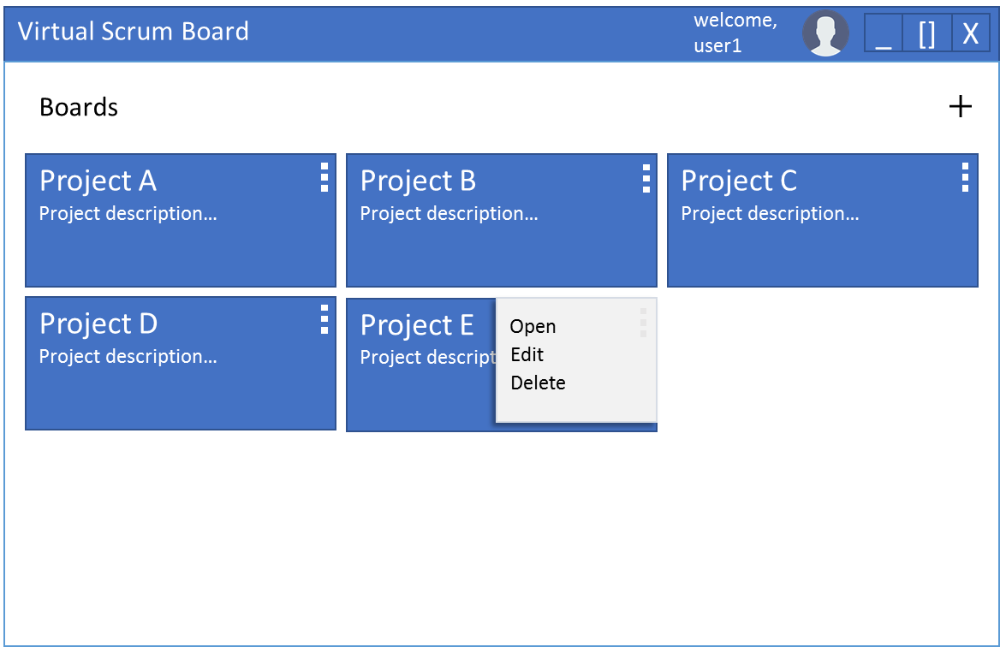 Virtual Scrum Board
welcome,
user1
_ [] X
Boards
+
Project A
Project description...
Project B
Project description...
Project C
Project description...
Project D
Project description...
Project E
Project descript
Open
Edit
Delete